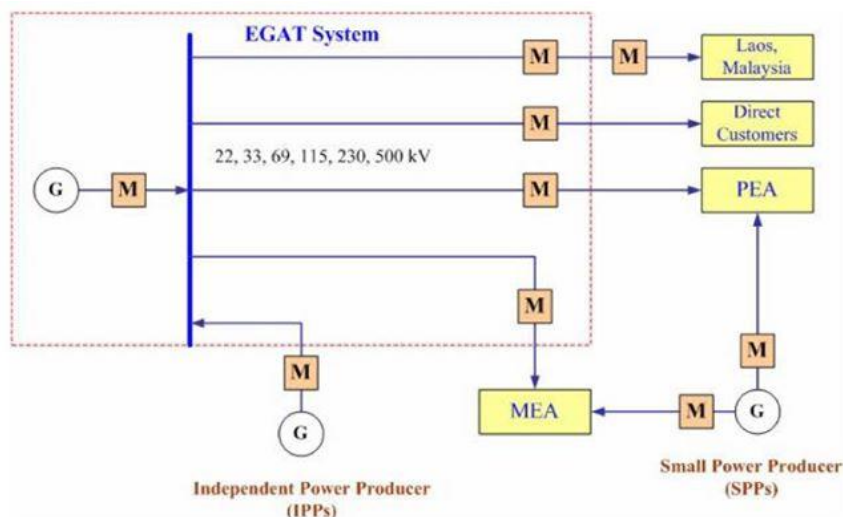 EGAT System
M
M
Laos,
Malaysia
M
Direct
Customers
22, 33, 69, 115, 230, 500 kV
G
M
M
PEA
M
M
M
MEA
M
G
G
Small Power Producer
(SPPs)
Independent Power Producer
(IPPs)